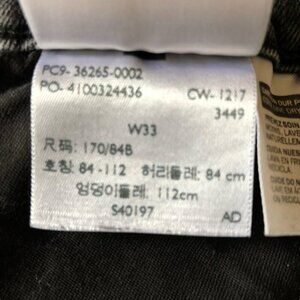 PC9- 36265-0002
PO- 4100324436 CW- 1217
3449
W33
尺码: 170/84B
호칭: 84 -112 허리둘레: 84 cm
엉덩이둘레: 112cm
S40197 AD